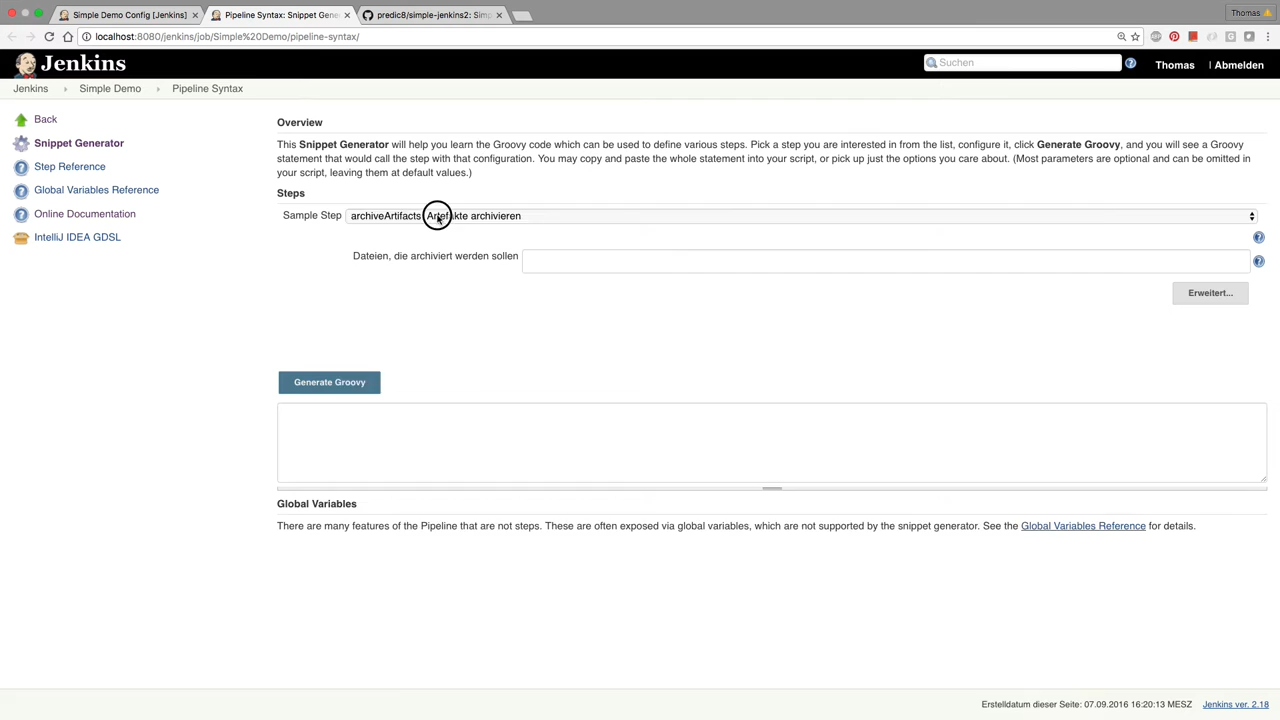 Simple Demo Config [Jenkins]
Pipeline Syntax: Snippet Gene
predic8/simple-jenkins2: Simp
Thomas
localhost:8080/jenkins/job/Simple%20Demo/pipeline-syntax/
Jenkins
Suchen
Thomas
| Abmelden
Jenkins
Simple Demo
Pipeline Syntax
Back
Snippet Generator
Step Reference
Global Variables Reference
Online Documentation
IntelliJ IDEA GDSL
Overview
This Snippet Generator will help you learn the Groovy code which can be used to define various steps. Pick a step you are interested in from the list, configure it, click Generate Groovy, and you will see a Groovy
statement that would call the step with that configuration. You may copy and paste the whole statement into your script, or pick up just the options you care about. (Most parameters are optional and can be omitted in
your script, leaving them at default values.)
Steps
Sample Step
archiveArtifacts: Artefakte archivieren
Dateien, die archiviert werden sollen
Erweitert...
Generate Groovy
Global Variables
There are many features of the Pipeline that are not steps. These are often exposed via global variables, which are not supported by the snippet generator. See the Global Variables Reference for details.
Erstelldatum dieser Seite: 07.09.2016 16:20:13 MESZ
Jenkins ver. 2.18